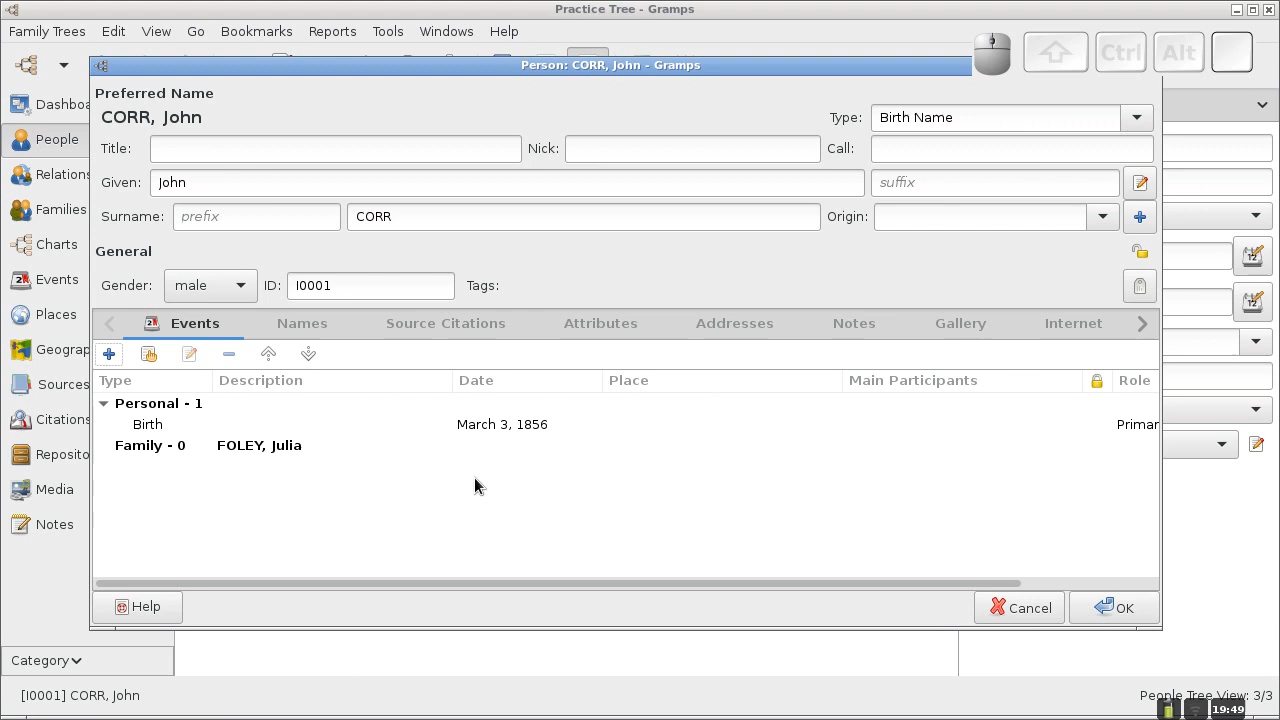 Practice Tree - Gramps
Family Trees Edit View Go Bookmarks Reports Tools Windows Help
Person: CORR, John - Gramps
Ctrl Alt
Preferred Name
CORR, John
Type: Birth Name
Title: Nick: Call:
Given: John suffix
Surname: prefix CORR Origin:
General
Gender: male ID: I0001 Tags:
Events Names Source Citations Attributes Addresses Notes Gallery Internet
Type Description Date Place Main Participants Role
Personal - 1
Birth March 3, 1856 Primar
Family - 0 FOLEY, Julia
Help Cancel OK
Dashboa
People
Relations
Families
Charts
Events
Places
Geograp
Sources
Citations
Reposito
Media
Notes
Category
[I0001] CORR, John People Tree View: 3/3
19:49